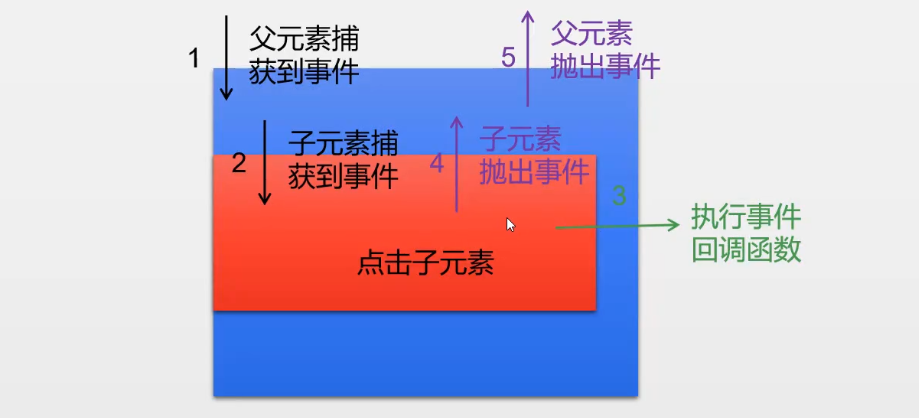 1
父元素捕
获到事件
5
父元素
抛出事件
2
子元素捕
获到事件
4
子元素
抛出事件
3
执行事件
回调函数
点击子元素